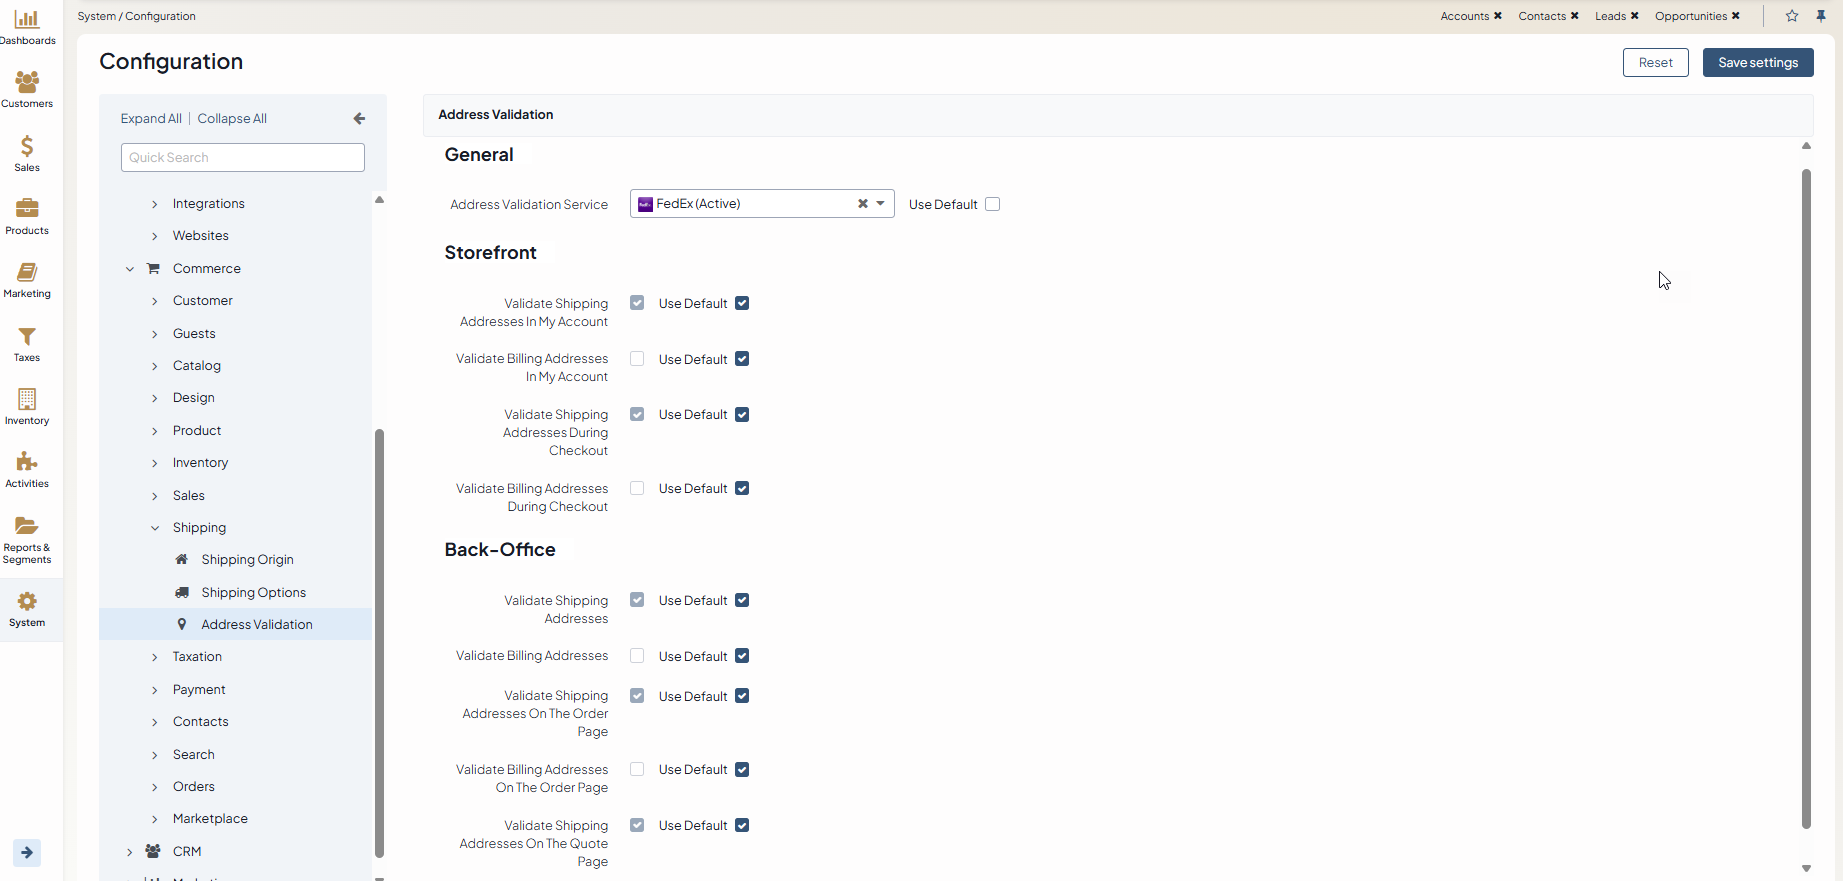 System / Configuration
Accounts ✖ Contacts ✖ Leads ✖ Opportunities ✖
Configuration
Reset
Save settings
Dashboards
Customers
Sales
Products
Marketing
Taxes
Inventory
Activities
Reports &
Segments
System
Expand All | Collapse All
Quick Search
Integrations
Websites
Commerce
Customer
Guests
Catalog
Design
Product
Inventory
Sales
Shipping
Shipping Origin
Shipping Options
Address Validation
Taxation
Payment
Contacts
Search
Orders
Marketplace
CRM
Address Validation
General
Address Validation Service FedEx (Active) Use Default
Storefront
Validate Shipping
Addresses In My Account
Use Default
Validate Billing Addresses
In My Account
Use Default
Validate Shipping
Addresses During
Checkout
Use Default
Validate Billing Addresses
During Checkout
Use Default
Back-Office
Validate Shipping
Addresses
Use Default
Validate Billing Addresses
Use Default
Validate Shipping
Addresses On The Order
Page
Use Default
Validate Billing Addresses
On The Order Page
Use Default
Validate Shipping
Addresses On The Quote
Page
Use Default